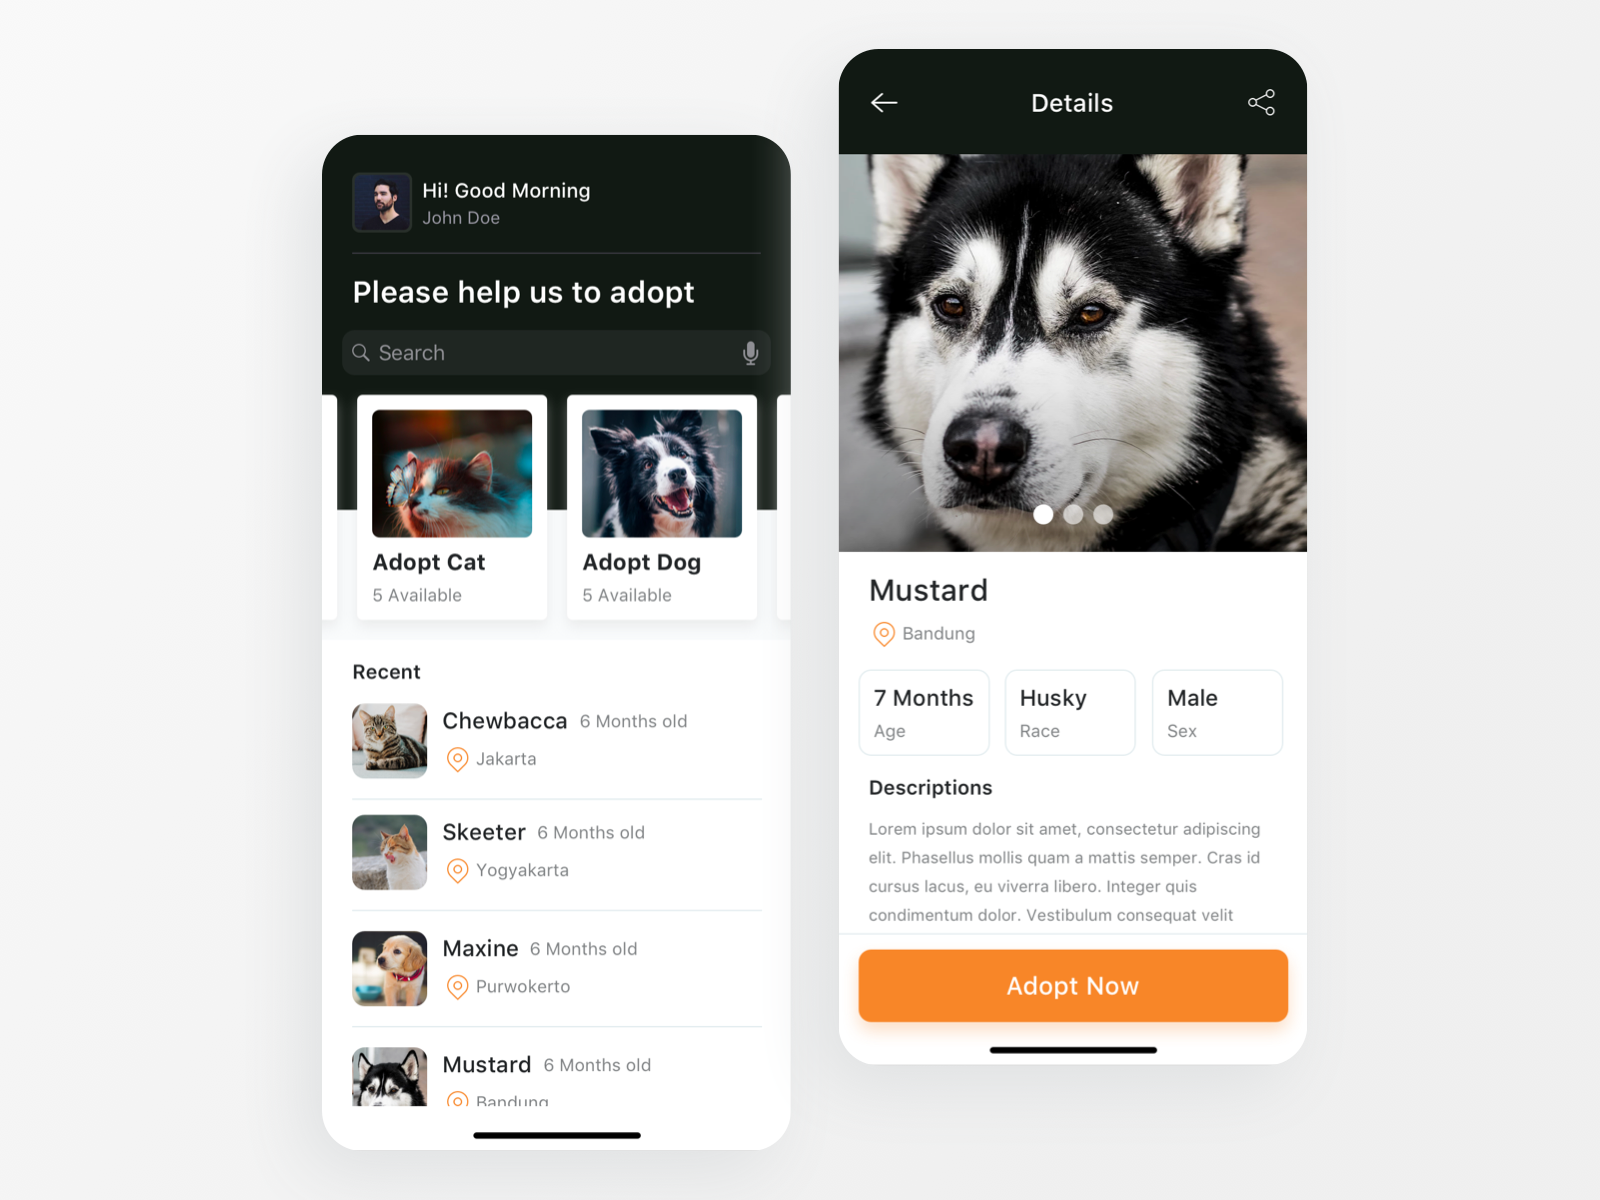 Hi! Good Morning
John Doe
Please help us to adopt
Search
Adopt Cat
5 Available
Adopt Dog
5 Available
Recent
Chewbacca 6 Months old
Jakarta
Skeeter 6 Months old
Yogyakarta
Maxine 6 Months old
Purwokerto
Mustard 6 Months old
Bandung
Details
Mustard
Bandung
7 Months
Age
Husky
Race
Male
Sex
Descriptions
Lorem ipsum dolor sit amet, consectetur adipiscing
elit. Phasellus mollis quam a mattis semper. Cras id
cursus lacus, eu viverra libero. Integer quis
condimentum dolor. Vestibulum consequat velit
Adopt Now